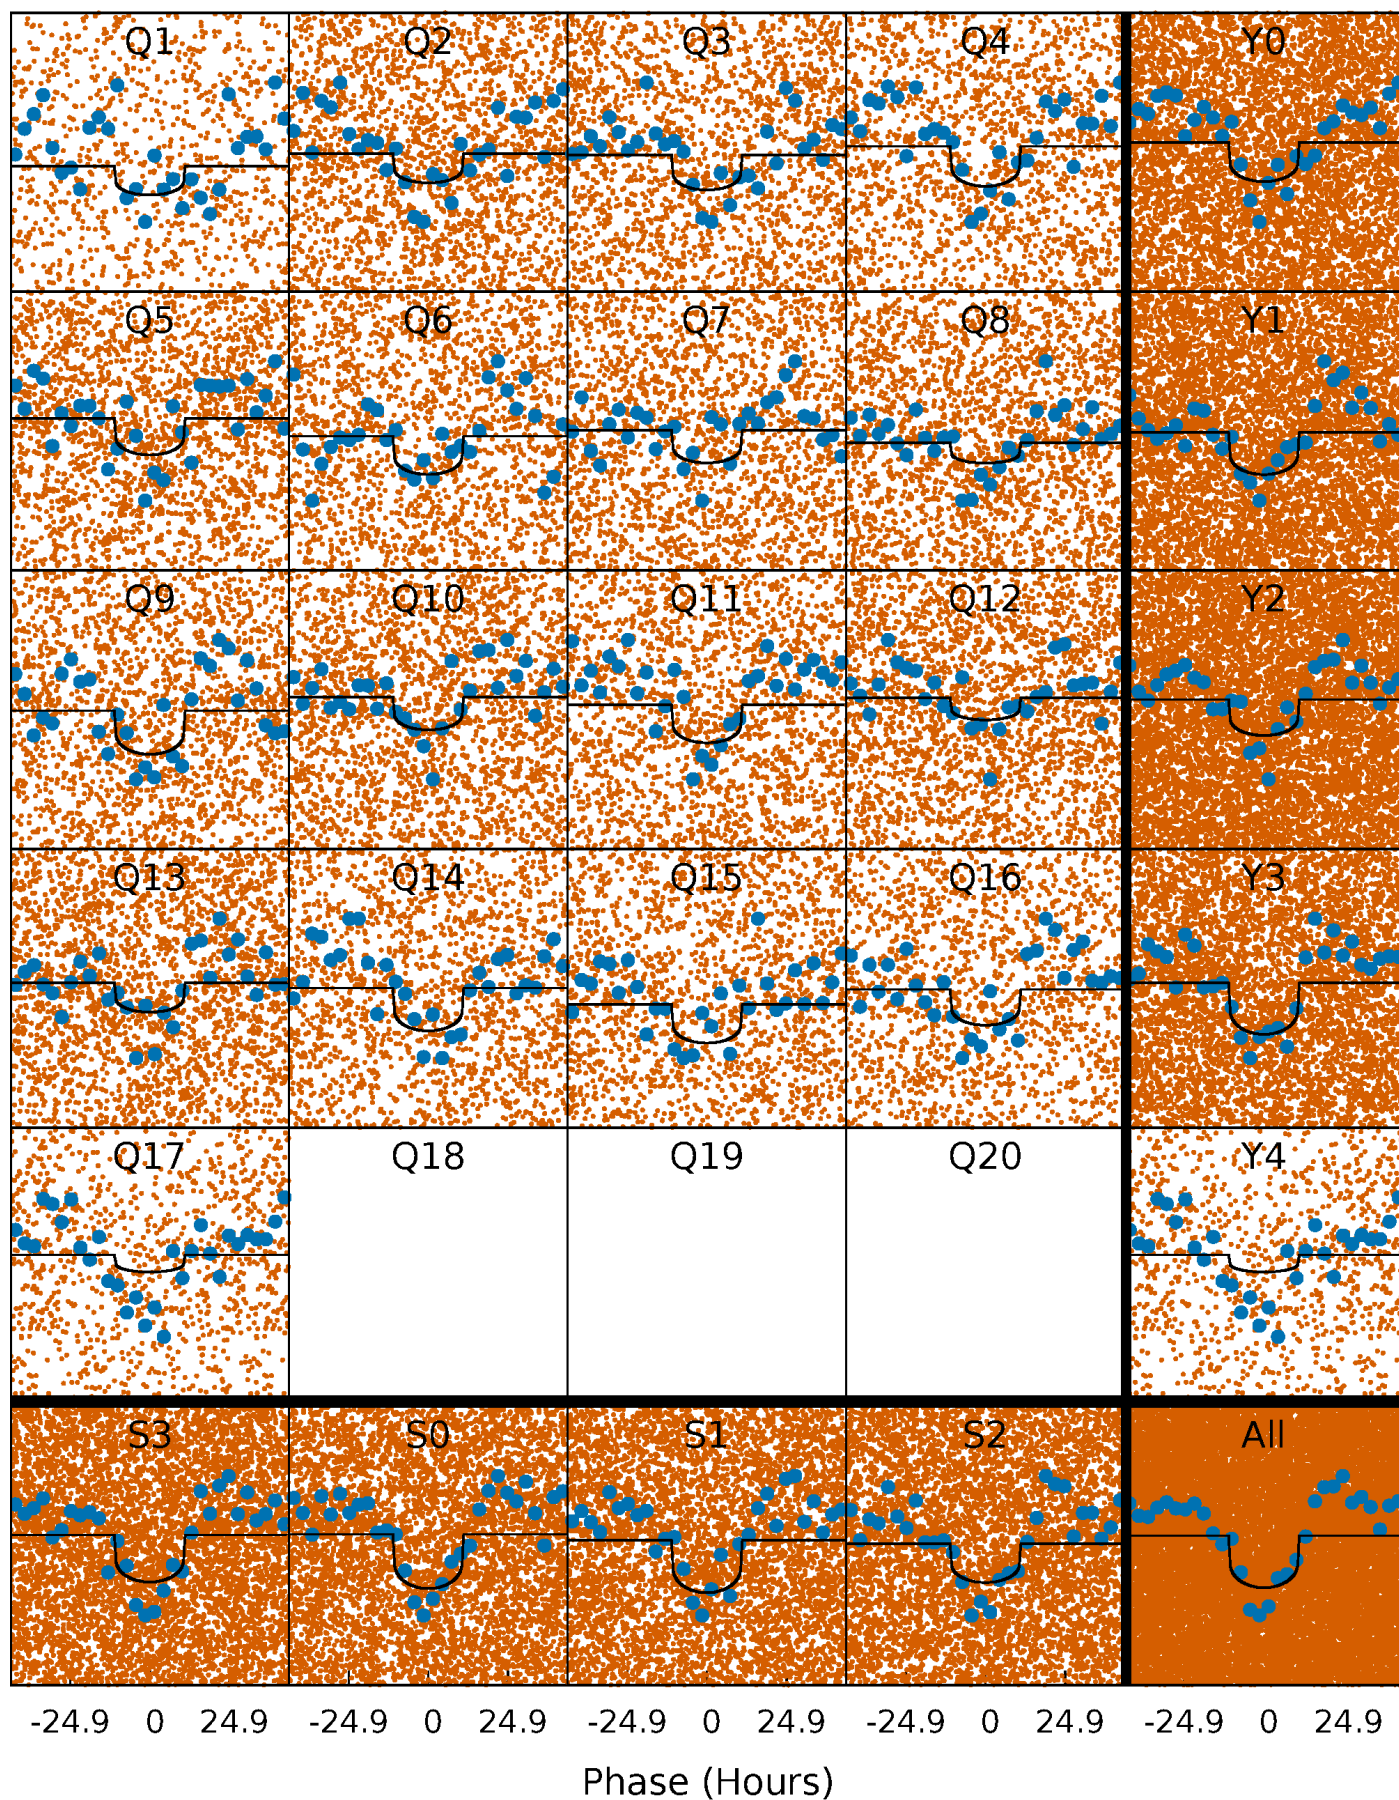 Q1 Q2 Q3 Q4 Y0
Q5 Q6 Q7 Q8 Y1
Q9 Q10 Q11 Q12 Y2
Q13 Q14 Q15 Q16 Y3
Q17 Q18 Q19 Q20 Y4
S3 S0 S1 S2 All
-24.9 0 24.9 -24.9 0 24.9 -24.9 0 24.9 -24.9 0 24.9 -24.9 0 24.9
Phase (Hours)